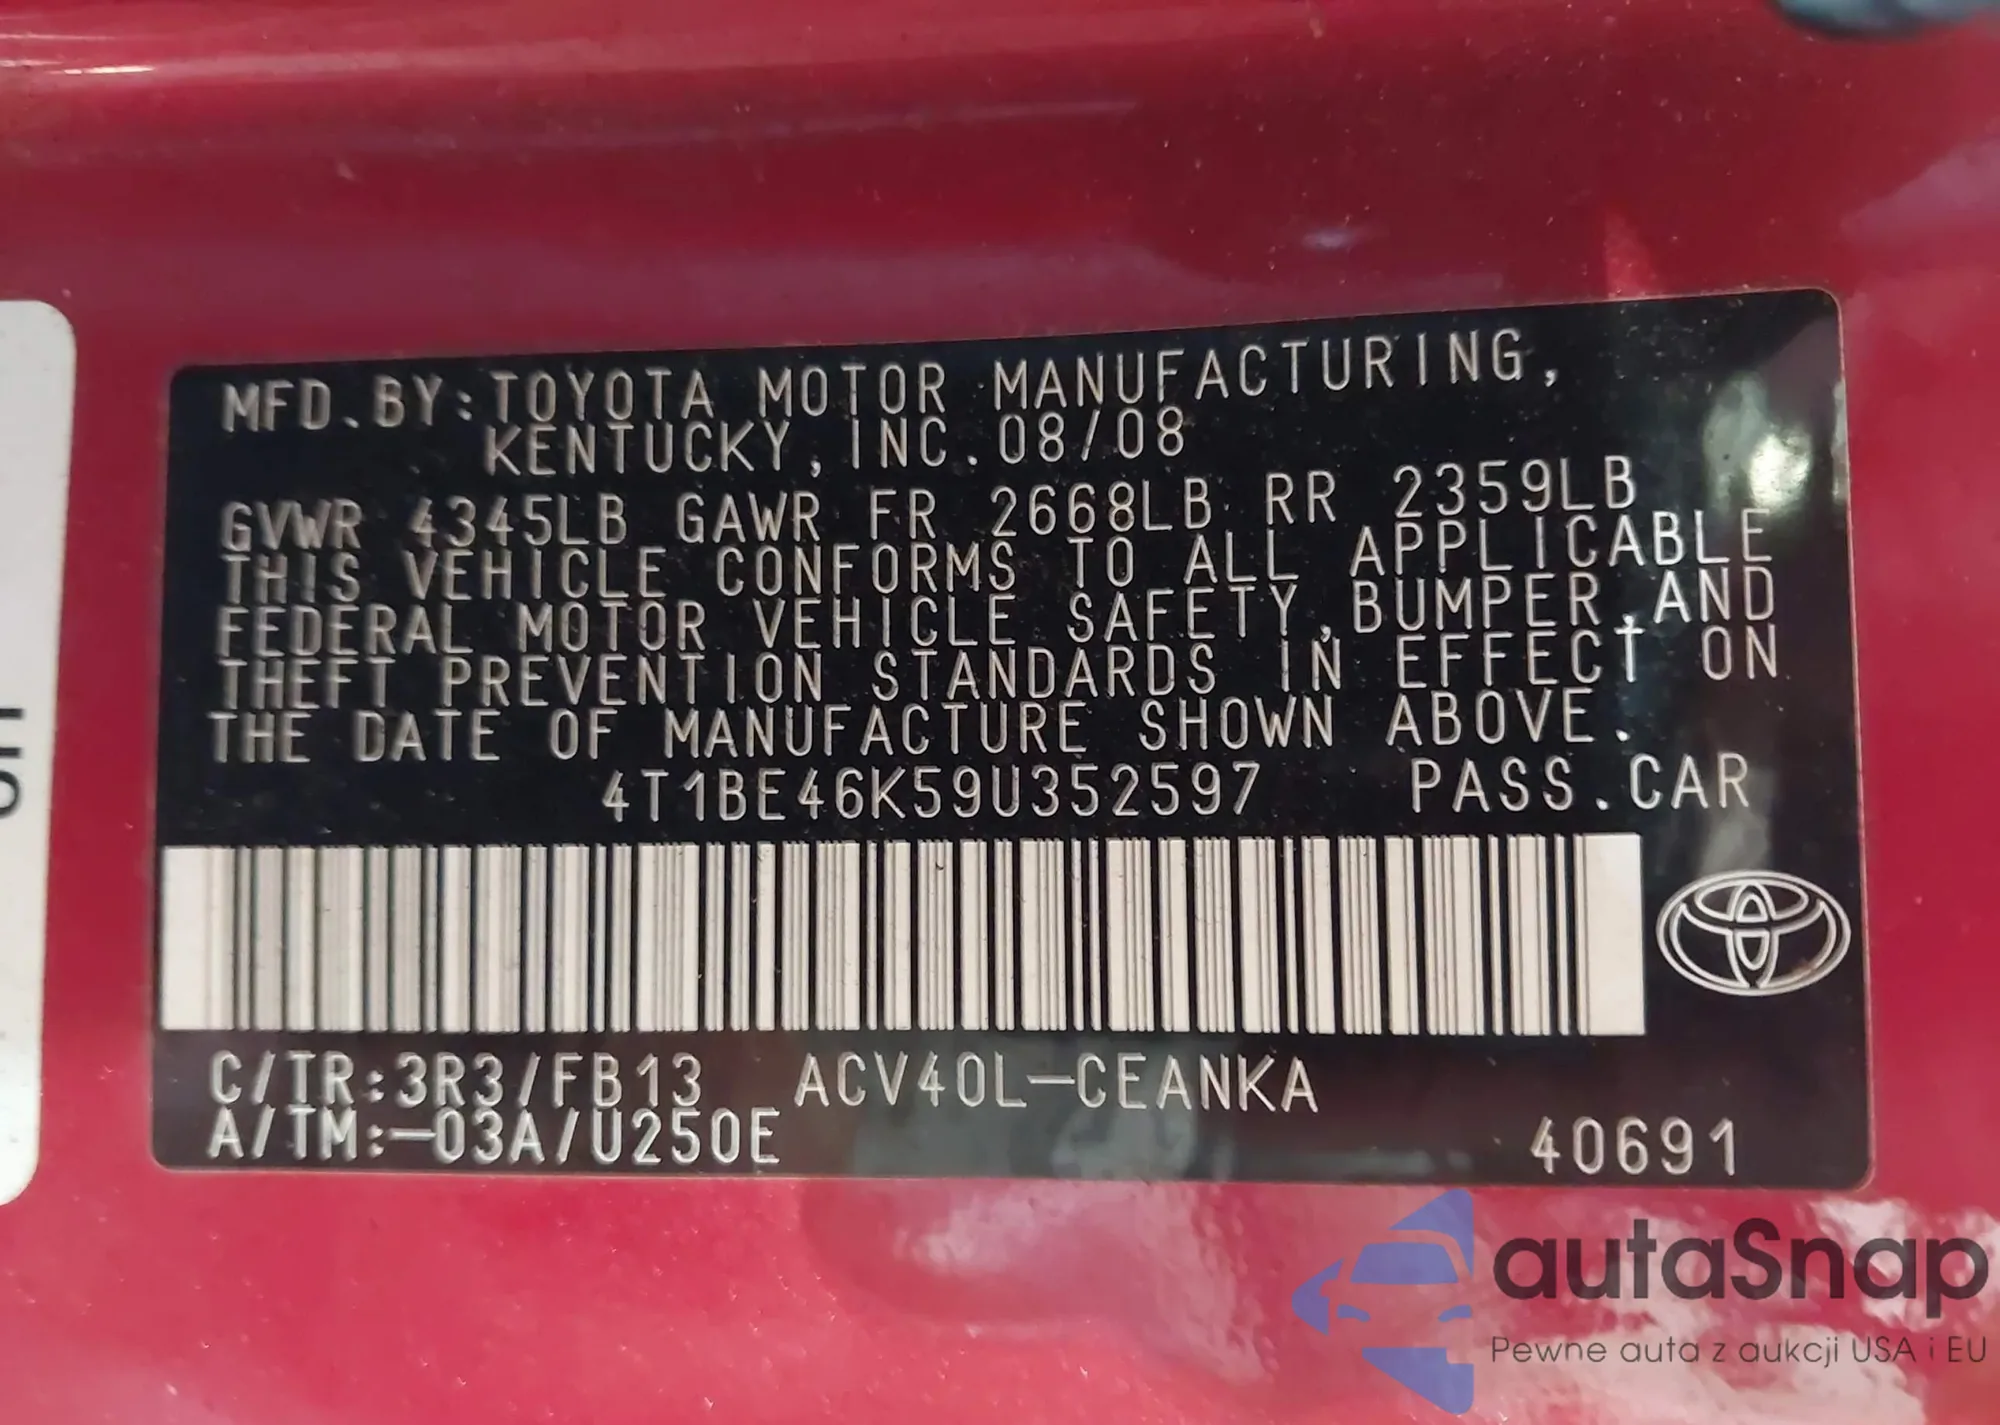 MFD.BY:TOYOTA MOTOR MANUFACTURING,
KENTUCKY, INC. 08/08
GVWR 4345LB GAWR FR 2668LB RR 2359LB
THIS VEHICLE CONFORMS TO ALL APPLICABLE
FEDERAL MOTOR VEHICLE SAFETY,BUMPER,AND
THEFT PREVENTION STANDARDS IN EFFECT ON
THE DATE OF MANUFACTURE SHOWN ABOVE.
4T1BE46K59U352597 PASS.CAR
C/TR:3R3/FB13 ACV40L-CEANKA
A/TM:-03A/U250E
40691
autaSnap
Pewne auta z aukcji USA i EU